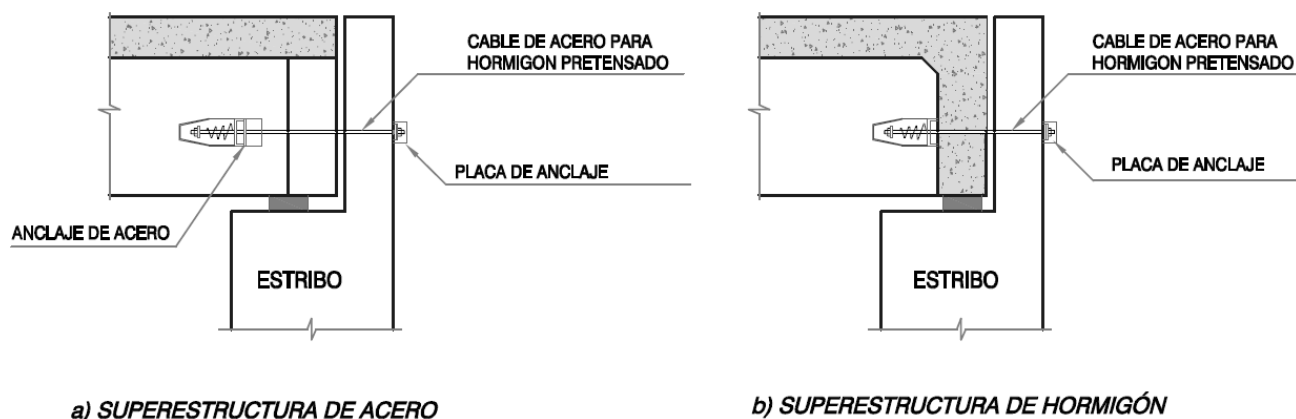 CABLE DE ACERO PARA
HORMIGON PRETENSADO
PLACA DE ANCLAJE
ANCLAJE DE ACERO
ESTRIBO
a) SUPERESTRUCTURA DE ACERO
CABLE DE ACERO PARA
HORMIGON PRETENSADO
PLACA DE ANCLAJE
ESTRIBO
b) SUPERESTRUCTURA DE HORMIGÓN